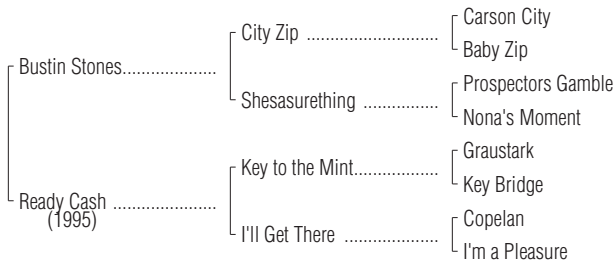 Carson City
City Zip ..............................
Baby Zip
Bustin Stones.....................
Prospectors Gamble
Shesasurething .................
Nona's Moment
Graustark
Key to the Mint...................
Key Bridge
Ready Cash .......................
(1995)
Copelan
I'll Get There .....................
I'm a Pleasure